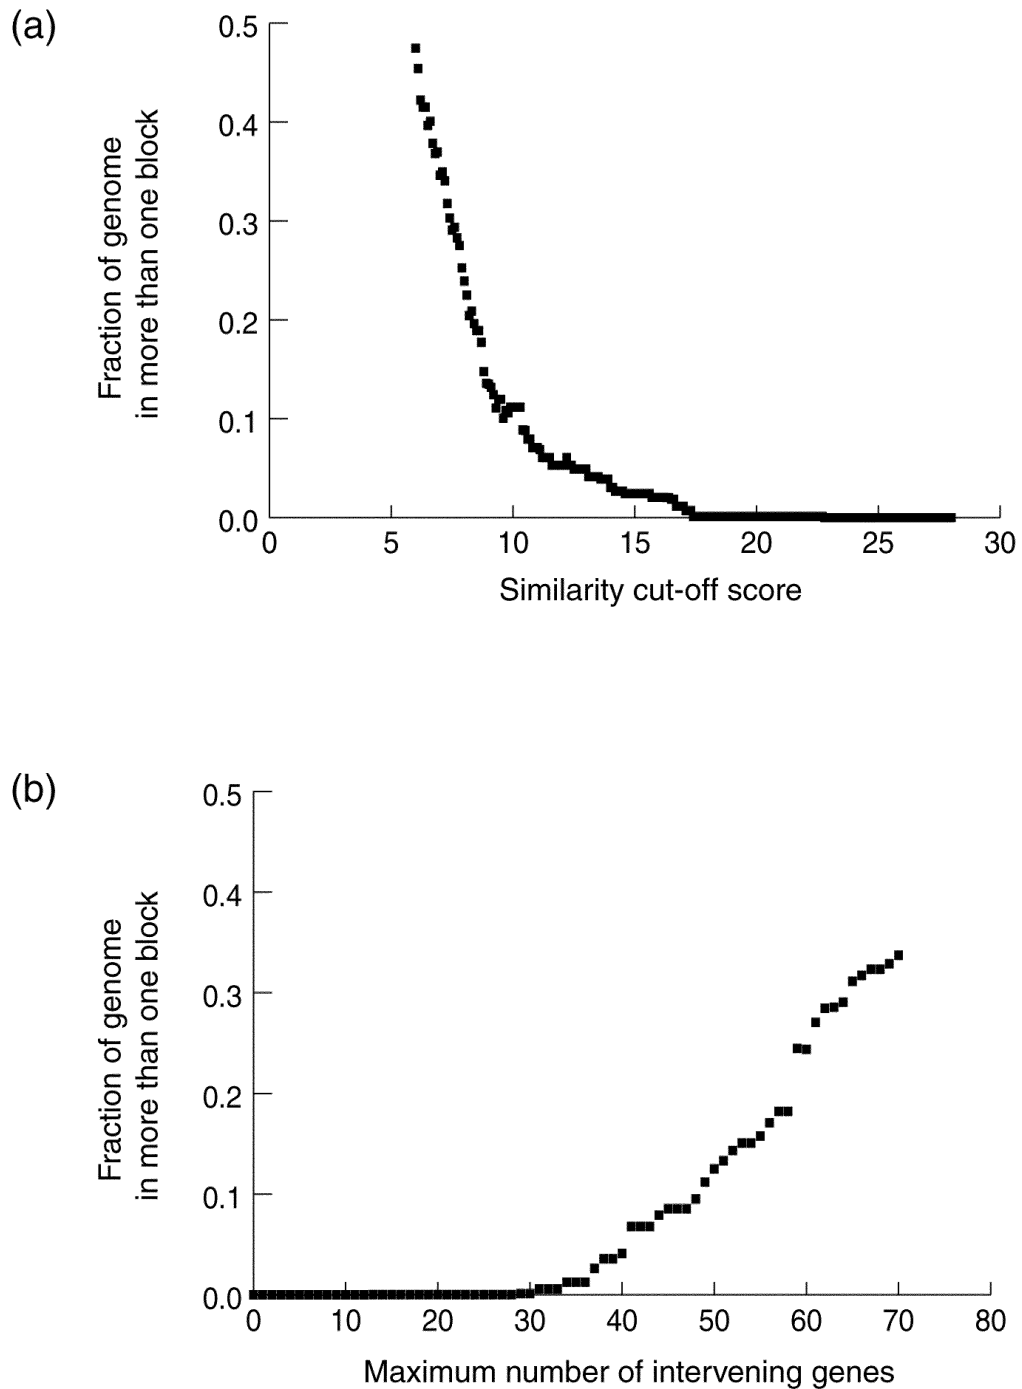 (a)
0.5
0.4
0.3
0.2
0.1
0.0
Fraction of genome
in more than one block
0 5 10 15 20 25 30
Similarity cut-off score
(b)
0.5
0.4
0.3
0.2
0.1
0.0
Fraction of genome
in more than one block
0 10 20 30 40 50 60 70 80
Maximum number of intervening genes